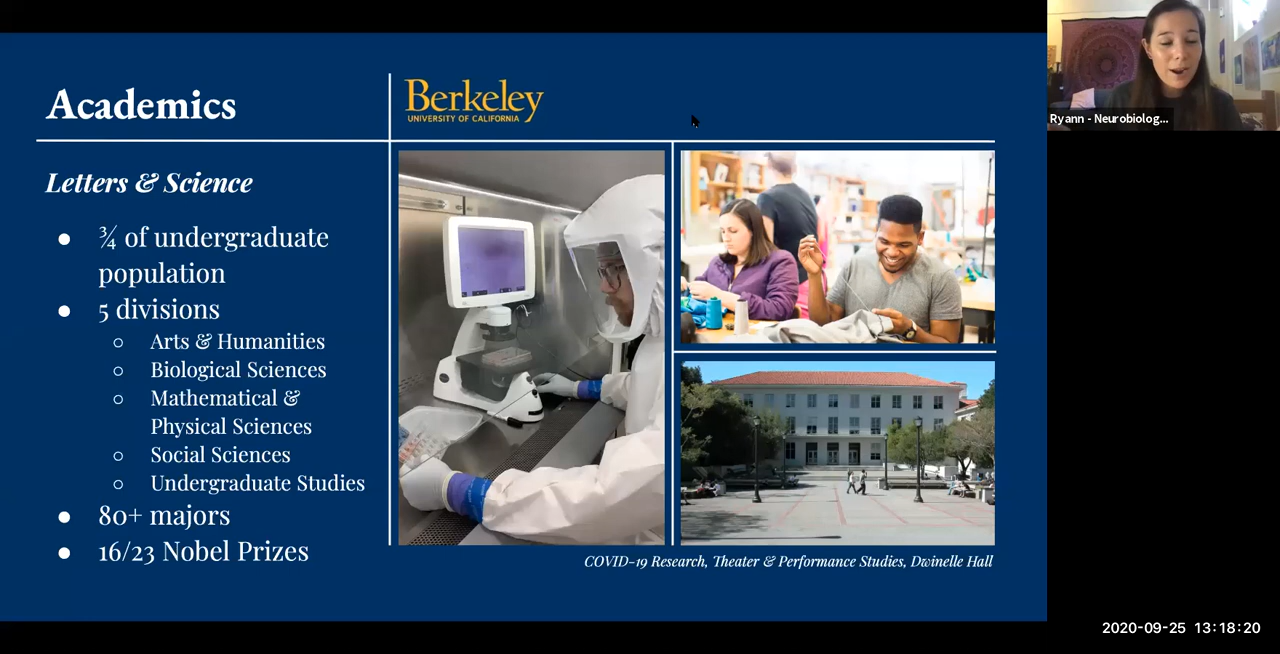 Academics
Berkeley
UNIVERSITY OF CALIFORNIA
Letters & Science
¾ of undergraduate
population
5 divisions
Arts & Humanities
Biological Sciences
Mathematical &
Physical Sciences
Social Sciences
Undergraduate Studies
80+ majors
16/23 Nobel Prizes
COVID-19 Research, Theater & Performance Studies, Dwinelle Hall
Ryann - Neurobiolog...
2020-09-25 13:18:20